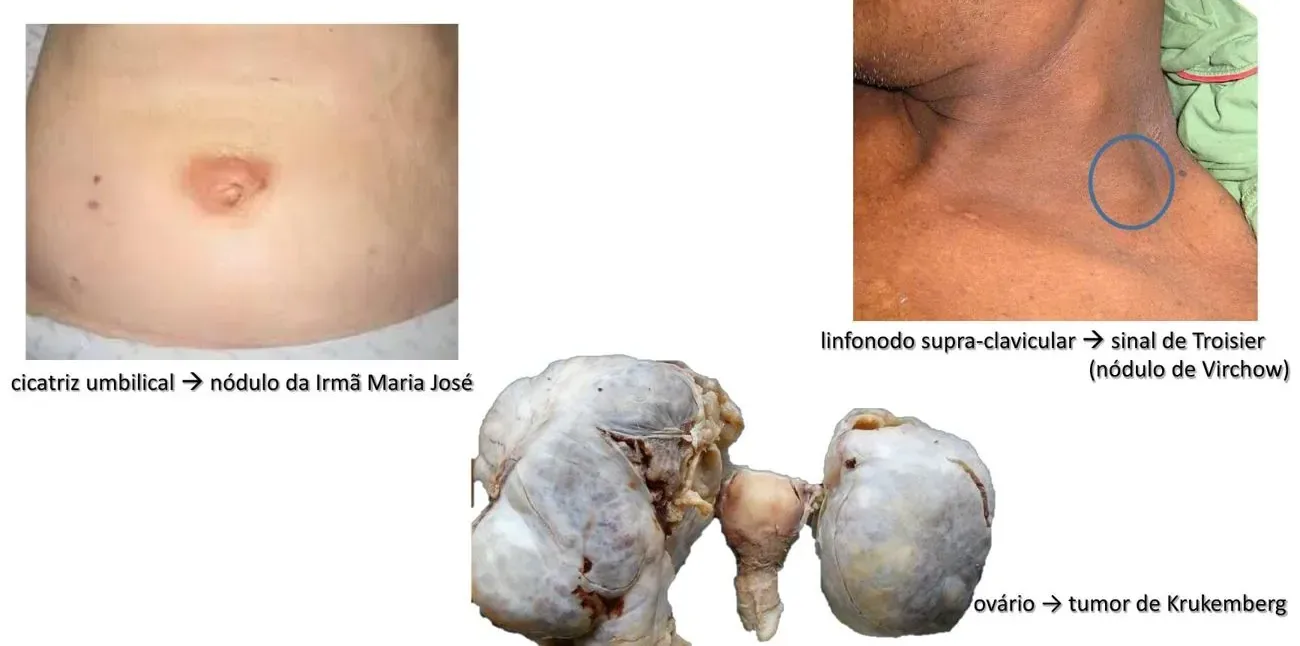 cicatriz umbilical → nódulo da Irmã Maria José
linfonodo supra-clavicular → sinal de Troisier
(nódulo de Virchow)
ovário → tumor de Krukemberg